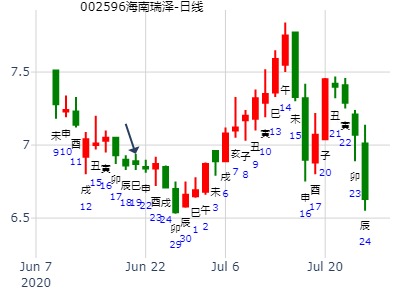 002596海南瑞泽-日线
7.5
7
6.5
未
9
申
10
酉
11
戌
12
丑
15
寅
16
卯
17
辰
18
巳
19
申
22
酉
23
戌
24
卯
29
辰
30
巳
1
午
2
未
3
戌
6
亥
7
子
8
丑
9
寅
10
巳
13
午
14
未
15
申
16
酉
17
子
20
丑
21
寅
22
卯
23
辰
24
Jun 7
2020
Jun 22
Jul 6
Jul 20